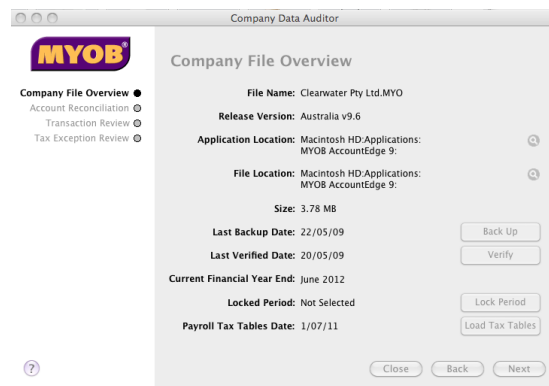 Company Data Auditor
MYOB®
Company File Overview
Account Reconciliation
Transaction Review
Tax Exception Review
Company File Overview
File Name: Clearwater Pty Ltd.MYO
Release Version: Australia v9.6
Application Location: Macintosh HD:Applications:
MYOB AccountEdge 9:
File Location: Macintosh HD:Applications:
MYOB AccountEdge 9:
Size: 3.78 MB
Last Backup Date: 22/05/09 Back Up
Last Verified Date: 20/05/09 Verify
Current Financial Year End: June 2012
Locked Period: Not Selected Lock Period
Payroll Tax Tables Date: 1/07/11 Load Tax Tables
? Close Back Next